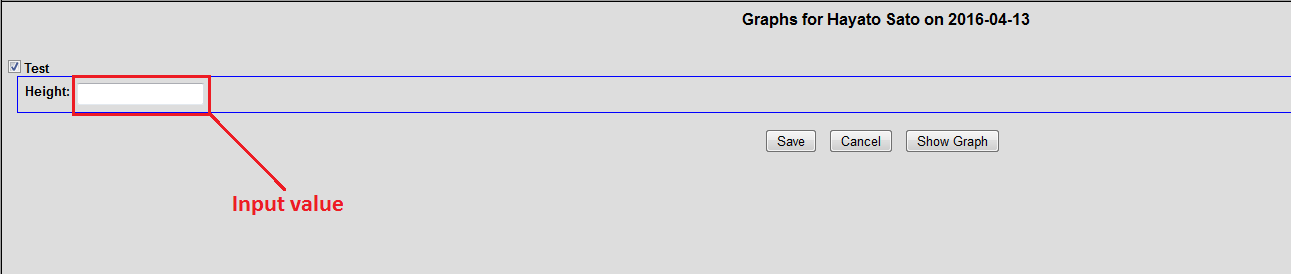 Graphs for Hayato Sato on 2016-04-13
Test
Height:
Save Cancel Show Graph
Input value